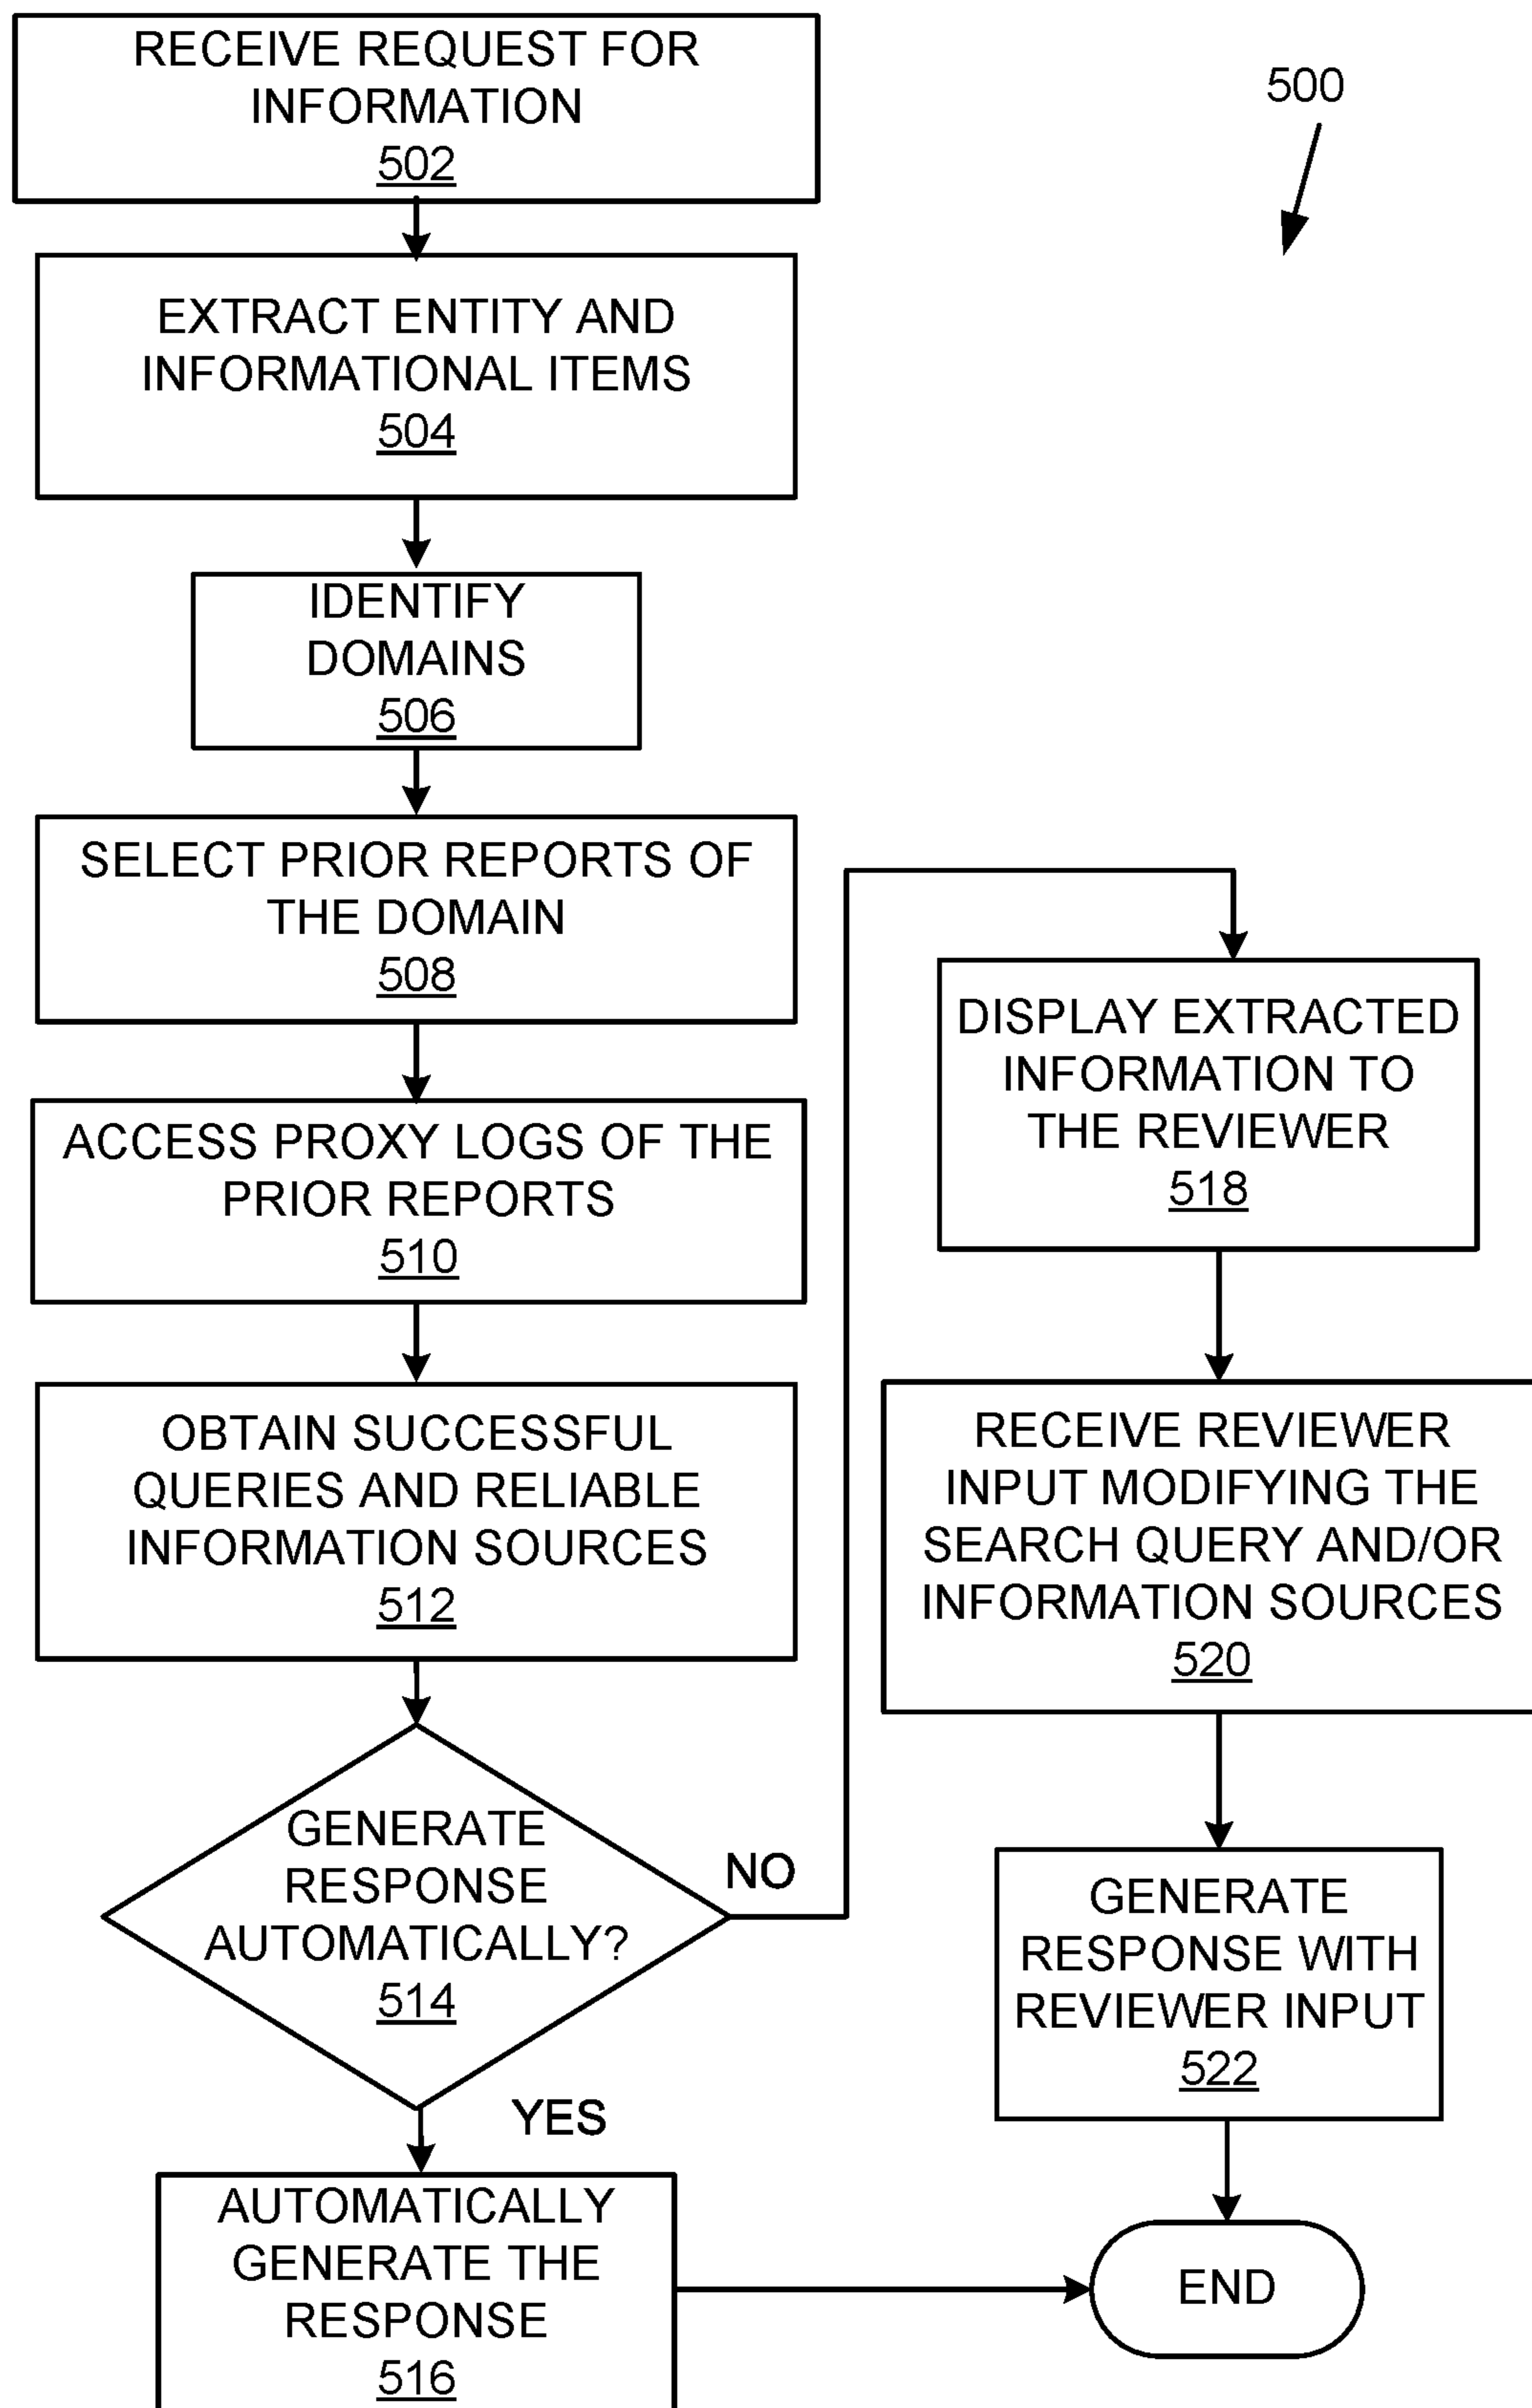 RECEIVE REQUEST FOR
INFORMATION
502
500
EXTRACT ENTITY AND
INFORMATIONAL ITEMS
504
IDENTIFY
DOMAINS
506
SELECT PRIOR REPORTS OF
THE DOMAIN
508
ACCESS PROXY LOGS OF THE
PRIOR REPORTS
510
OBTAIN SUCCESSFUL
QUERIES AND RELIABLE
INFORMATION SOURCES
512
GENERATE
RESPONSE
AUTOMATICALLY?
514
NO
YES
AUTOMATICALLY
GENERATE THE
RESPONSE
516
DISPLAY EXTRACTED
INFORMATION TO
THE REVIEWER
518
RECEIVE REVIEWER
INPUT MODIFYING THE
SEARCH QUERY AND/OR
INFORMATION SOURCES
520
GENERATE
RESPONSE WITH
REVIEWER INPUT
522
END